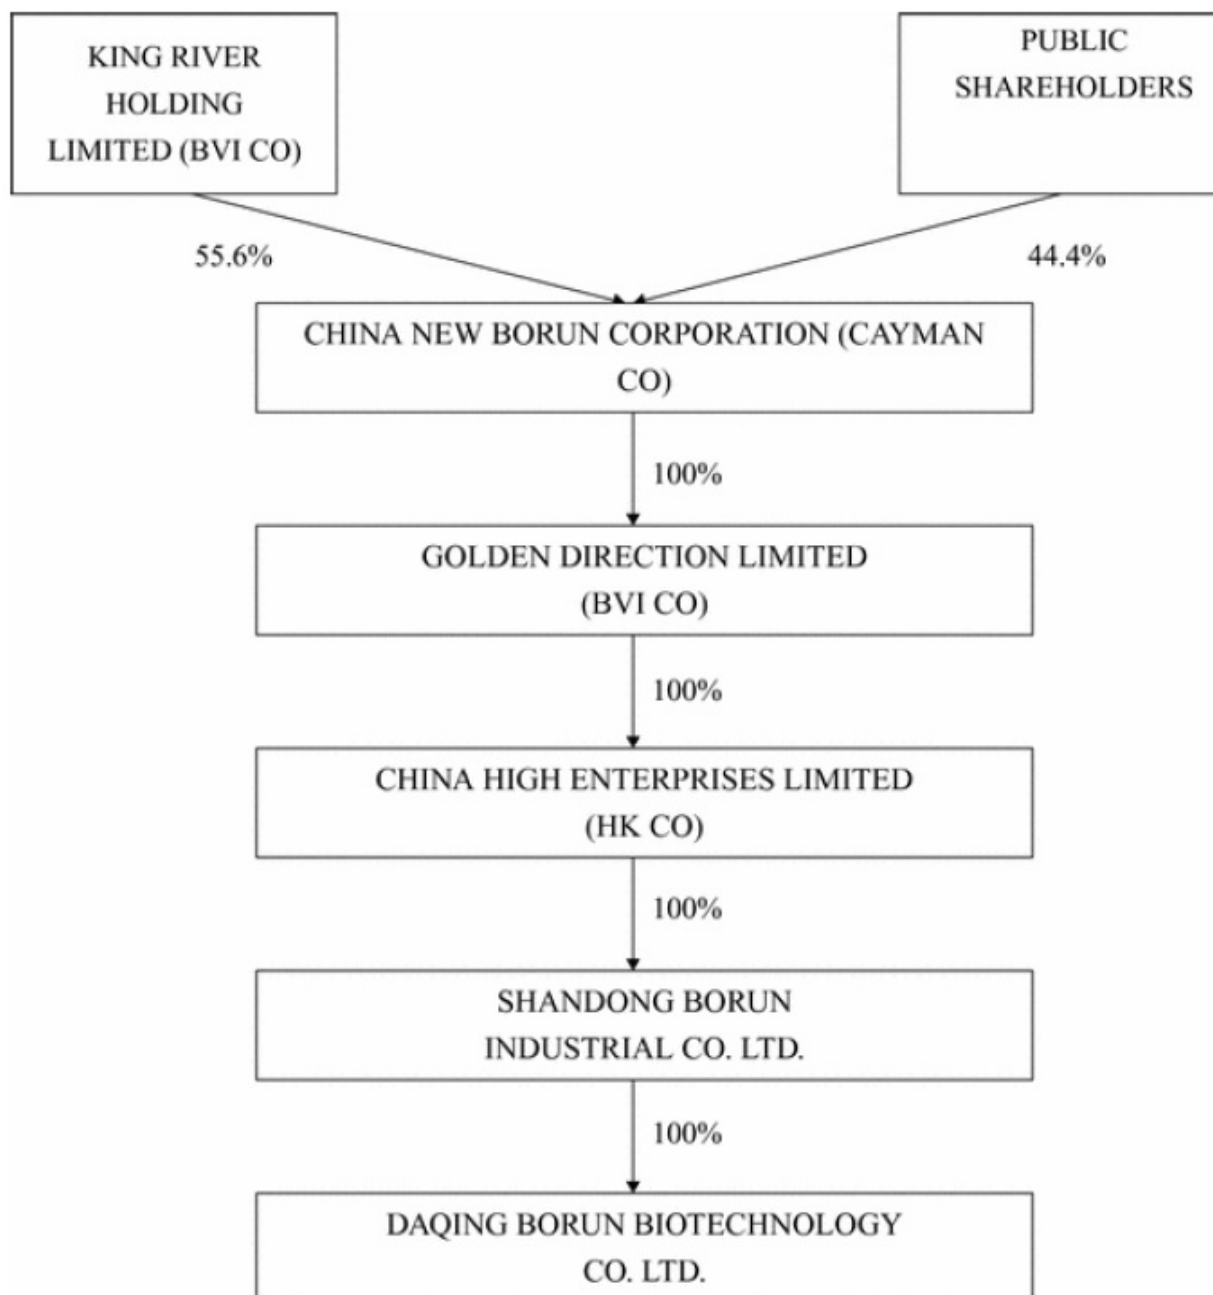 KING RIVER
HOLDING
LIMITED (BVI CO)
PUBLIC
SHAREHOLDERS
55.6%
44.4%
CHINA NEW BORUN CORPORATION (CAYMAN
CO)
100%
GOLDEN DIRECTION LIMITED
(BVI CO)
100%
CHINA HIGH ENTERPRISES LIMITED
(HK CO)
100%
SHANDONG BORUN
INDUSTRIAL CO. LTD.
100%
DAQING BORUN BIOTECHNOLOGY
CO. LTD.